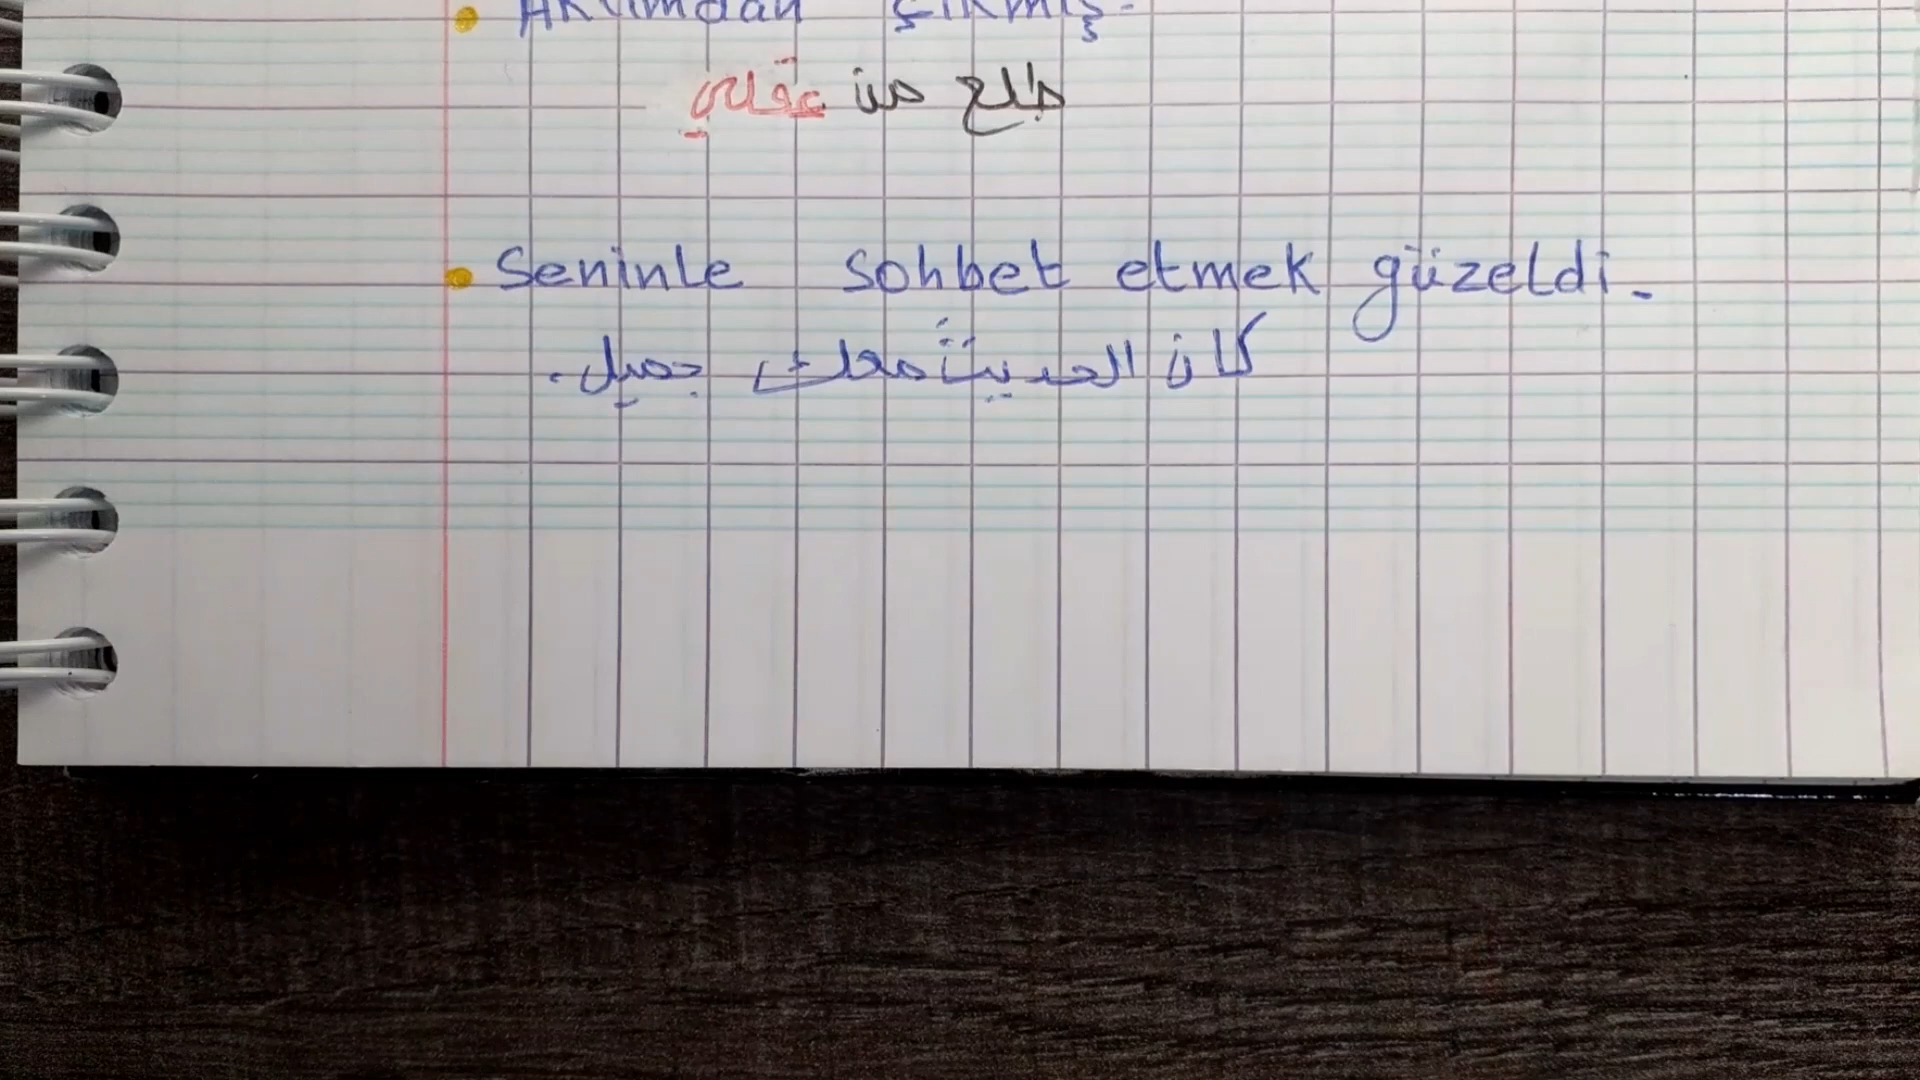 Aklımdan çıkmış.
طلع من عقلي
Seninle sohbet etmek güzeldi.
كان الحديثُ معك جميل.